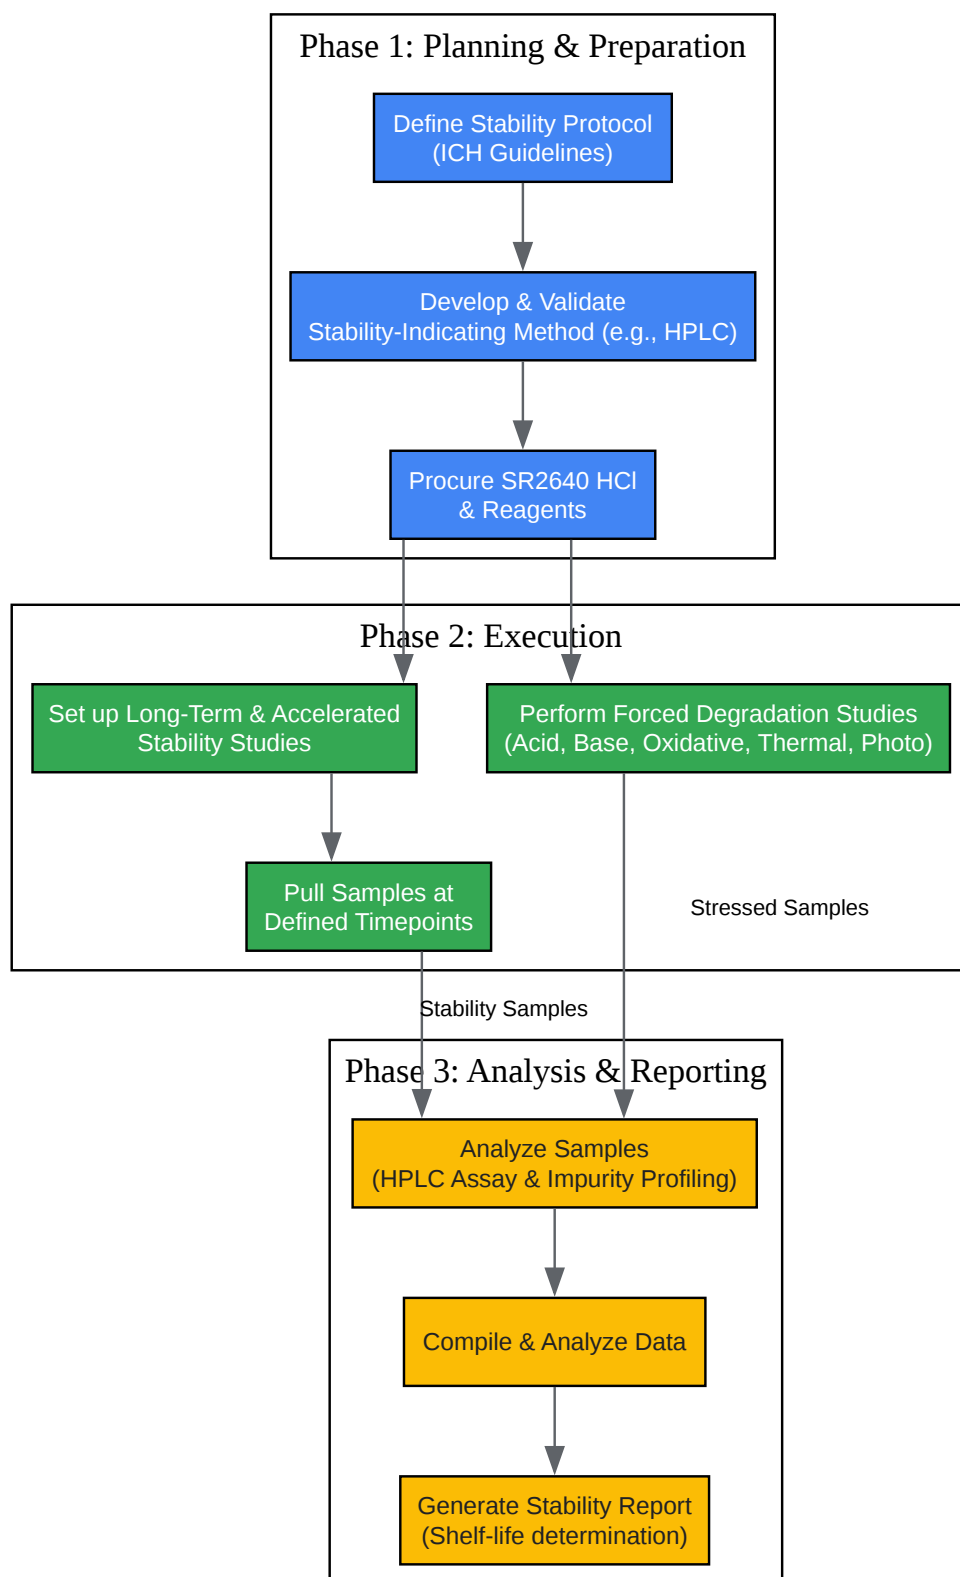 Phase 1: Planning & Preparation
Define Stability Protocol
(ICH Guidelines)
Develop & Validate
Stability-Indicating Method (e.g., HPLC)
Procure SR2640 HCl
& Reagents
Phase 2: Execution
Set up Long-Term & Accelerated
Stability Studies
Perform Forced Degradation Studies
(Acid, Base, Oxidative, Thermal, Photo)
Pull Samples at
Defined Timepoints
Stressed Samples
Stability Samples
Phase 3: Analysis & Reporting
Analyze Samples
(HPLC Assay & Impurity Profiling)
Compile & Analyze Data
Generate Stability Report
(Shelf-life determination)